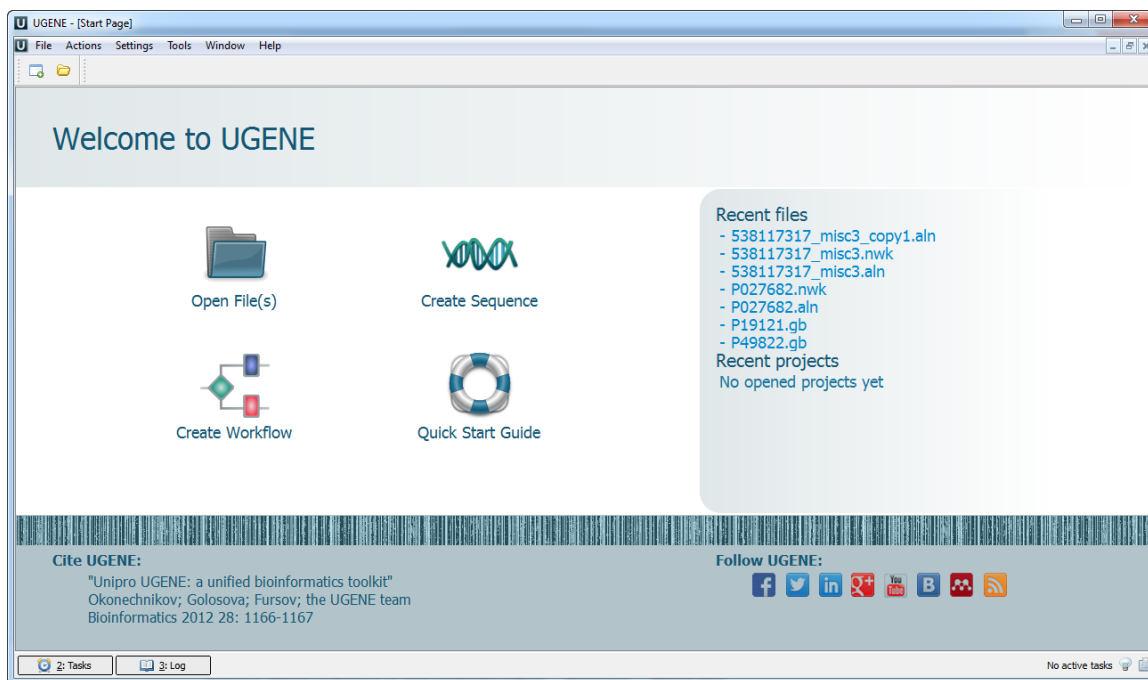 UGENE - [Start Page]
File Actions Settings Tools Window Help
Welcome to UGENE
Open File(s)
Create Sequence
Create Workflow
Quick Start Guide
Recent files
- 538117317_misc3_copy1.aln
- 538117317_misc3.nwk
- 538117317_misc3.aln
- P027682.nwk
- P027682.aln
- P19121.gb
- P49822.gb
Recent projects
No opened projects yet
Cite UGENE:
"Unipro UGENE: a unified bioinformatics toolkit"
Okonechnikov; Golosova; Fursov; the UGENE team
Bioinformatics 2012 28: 1166-1167
Follow UGENE:
f in g+ You Tube B
2: Tasks
3: Log
No active tasks